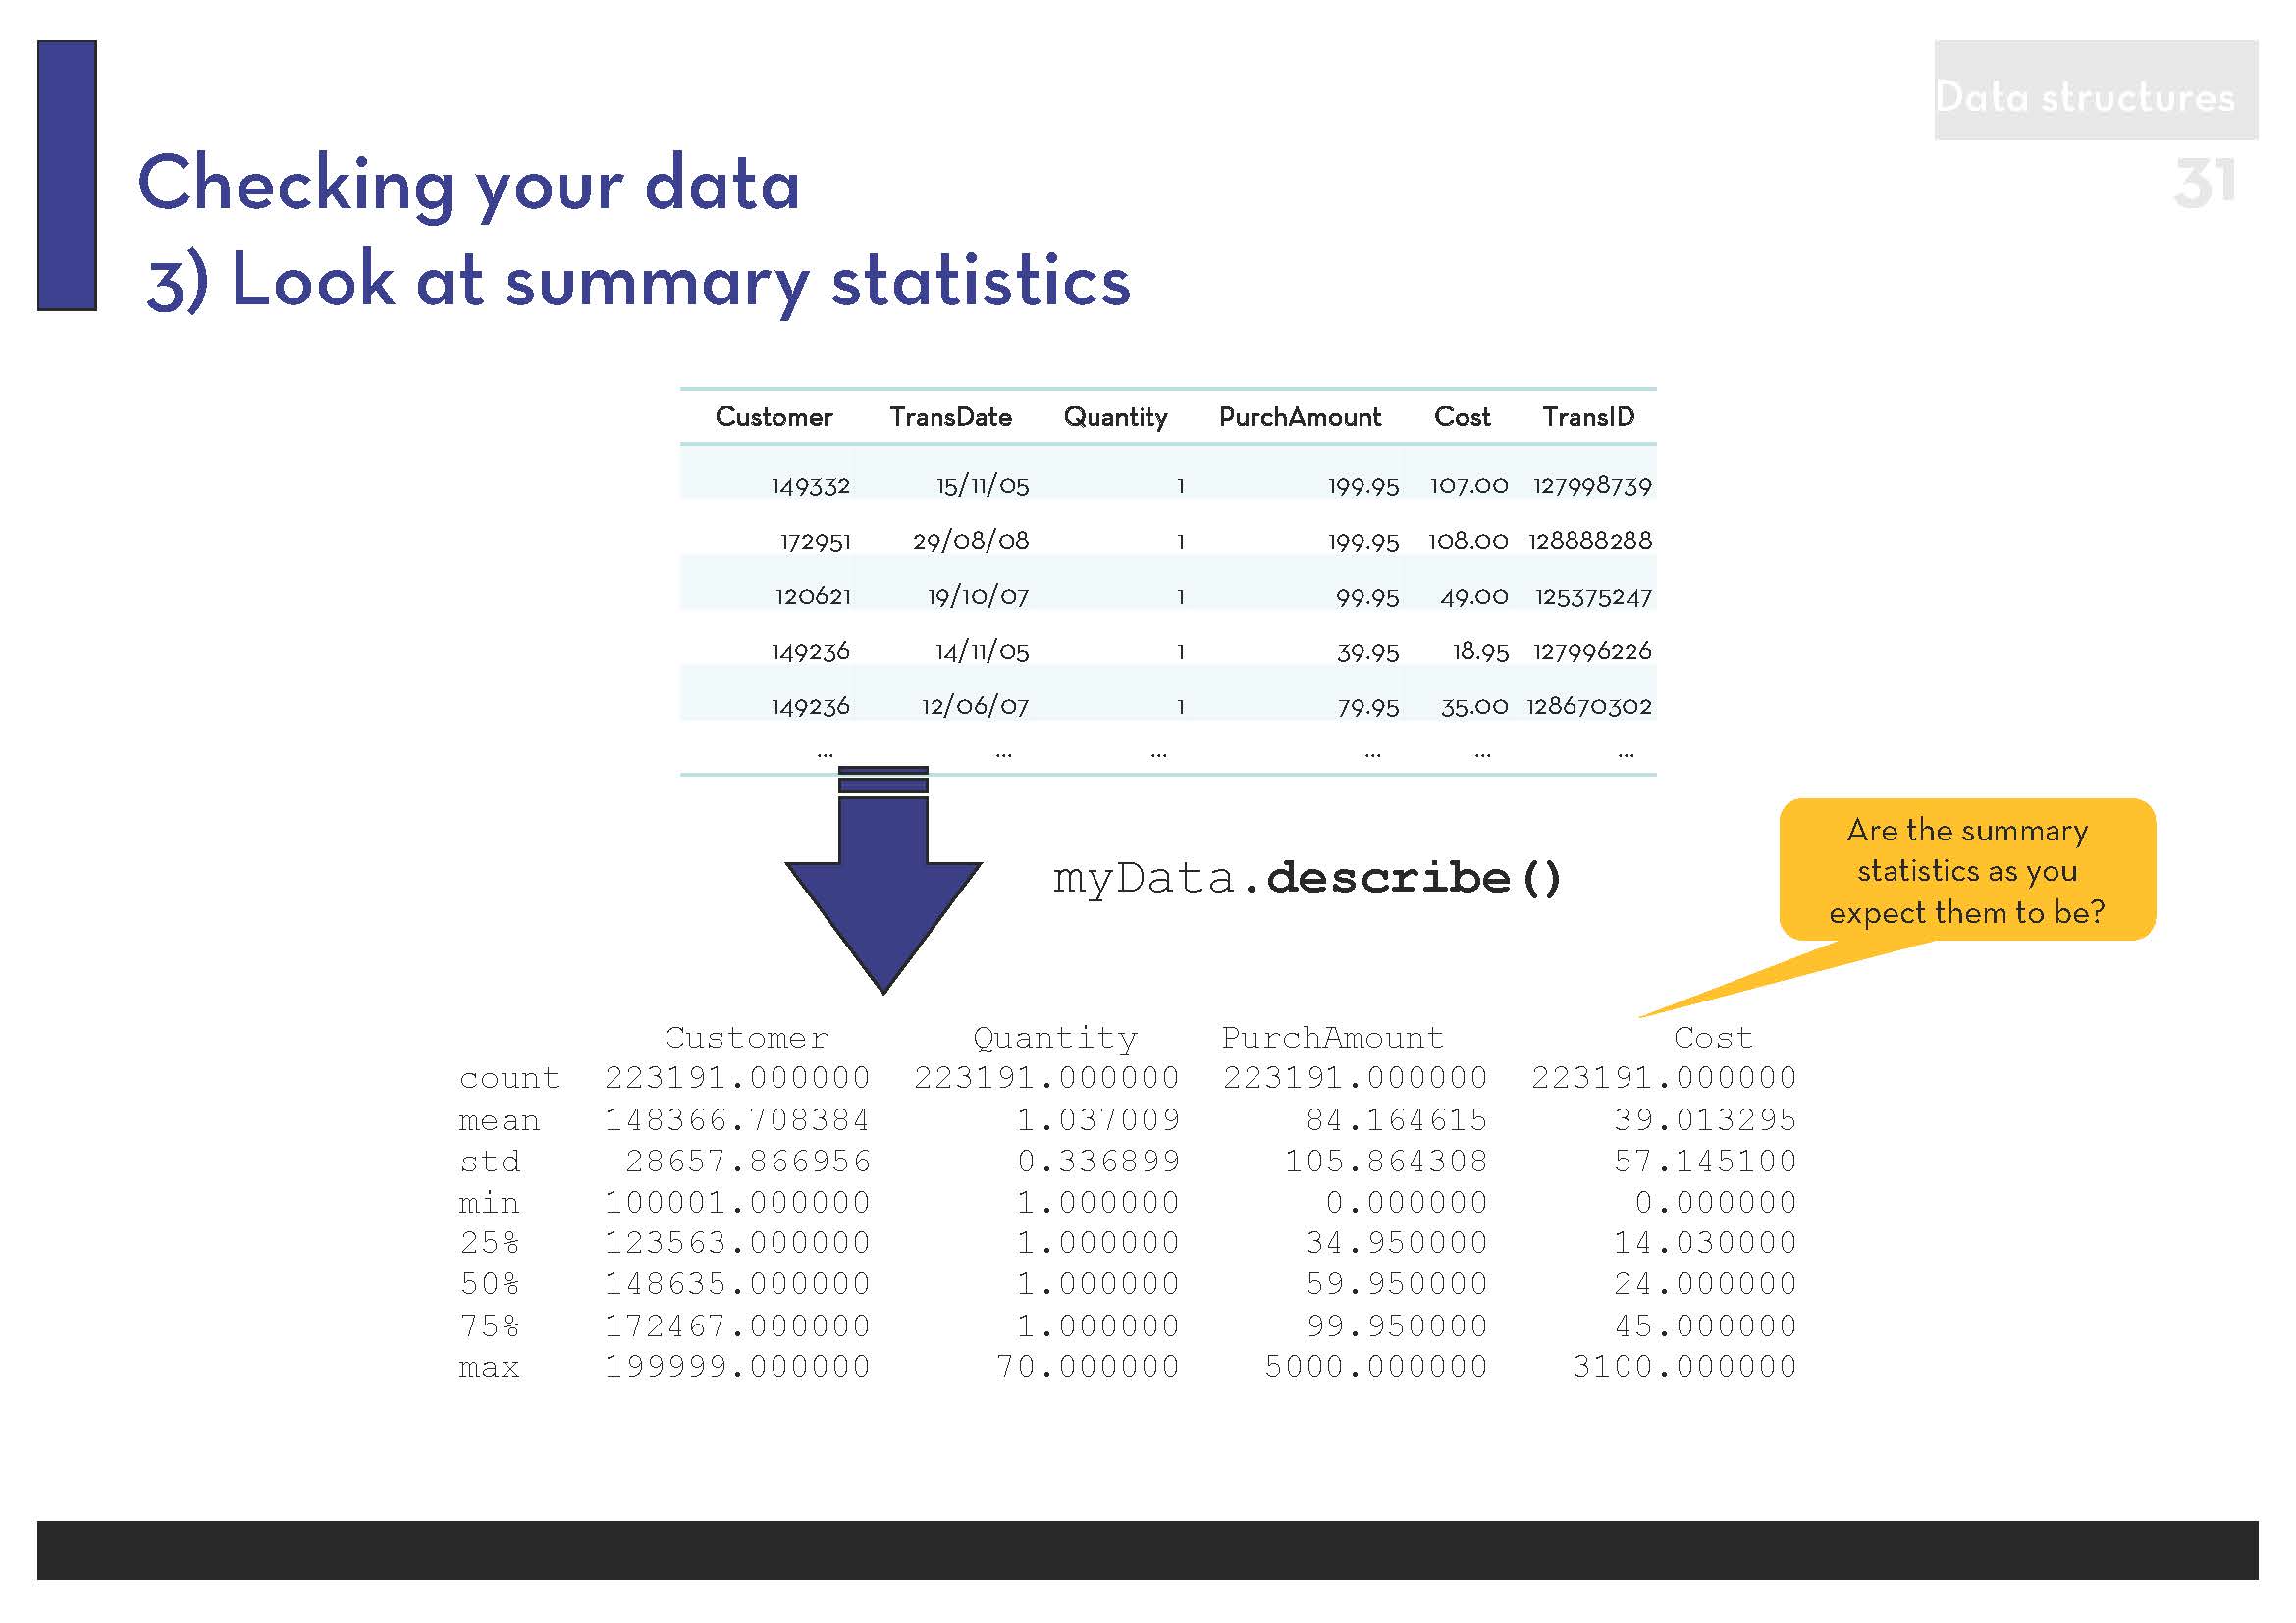 Data structures
31
Checking your data
3) Look at summary statistics
Customer TransDate Quantity PurchAmount Cost TransID
149332 15/11/05 1 199.95 107.00 127998739
172951 29/08/08 1 199.95 108.00 128888288
120621 19/10/07 1 99.95 49.00 125375247
149236 14/11/05 1 39.95 18.95 127996226
149236 12/06/07 1 79.95 35.00 128670302
... ... ... ... ... ...
myData.describe()
Are the summary
statistics as you
expect them to be?
Customer Quantity PurchAmount Cost
count 223191.000000 223191.000000 223191.000000 223191.000000
mean 148366.708384 1.037009 84.164615 39.013295
std 28657.866956 0.336899 105.864308 57.145100
min 100001.000000 1.000000 0.000000 0.000000
25% 123563.000000 1.000000 34.950000 14.030000
50% 148635.000000 1.000000 59.950000 24.000000
75% 172467.000000 1.000000 99.950000 45.000000
max 199999.000000 70.000000 5000.000000 3100.000000